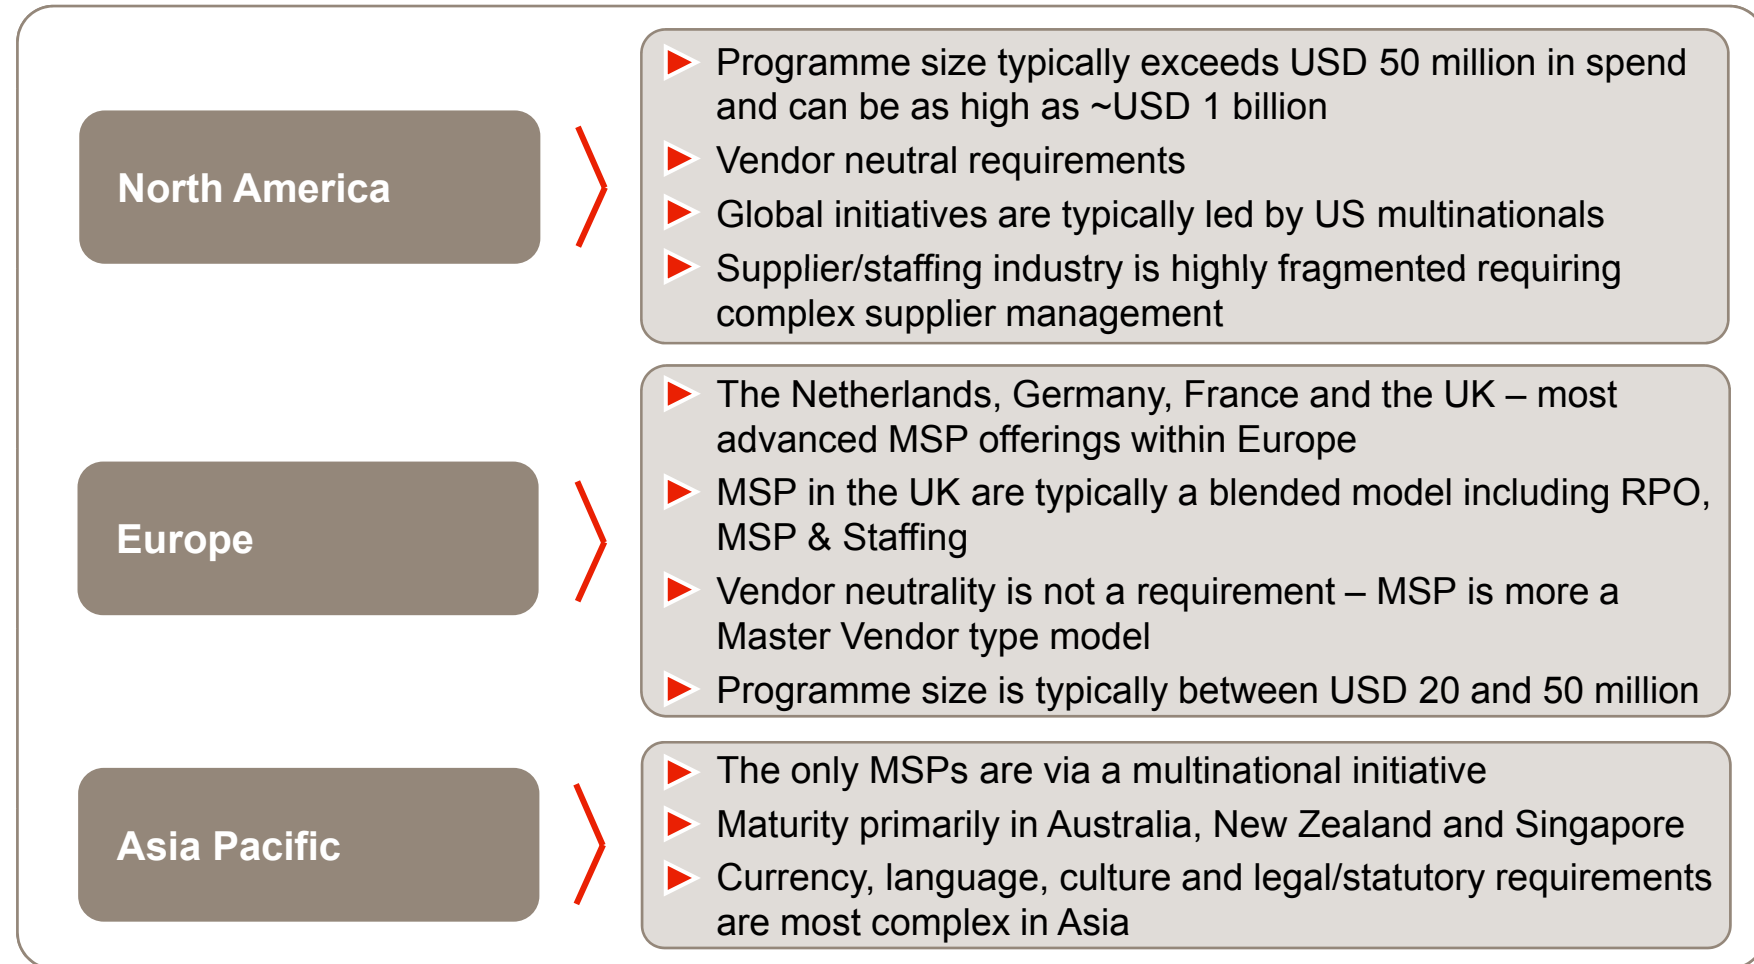 North America
Programme size typically exceeds USD 50 million in spend
and can be as high as ~USD 1 billion
Vendor neutral requirements
Global initiatives are typically led by US multinationals
Supplier/staffing industry is highly fragmented requiring
complex supplier management
Europe
The Netherlands, Germany, France and the UK – most
advanced MSP offerings within Europe
MSP in the UK are typically a blended model including RPO,
MSP & Staffing
Vendor neutrality is not a requirement – MSP is more a
Master Vendor type model
Programme size is typically between USD 20 and 50 million
Asia Pacific
The only MSPs are via a multinational initiative
Maturity primarily in Australia, New Zealand and Singapore
Currency, language, culture and legal/statutory requirements
are most complex in Asia